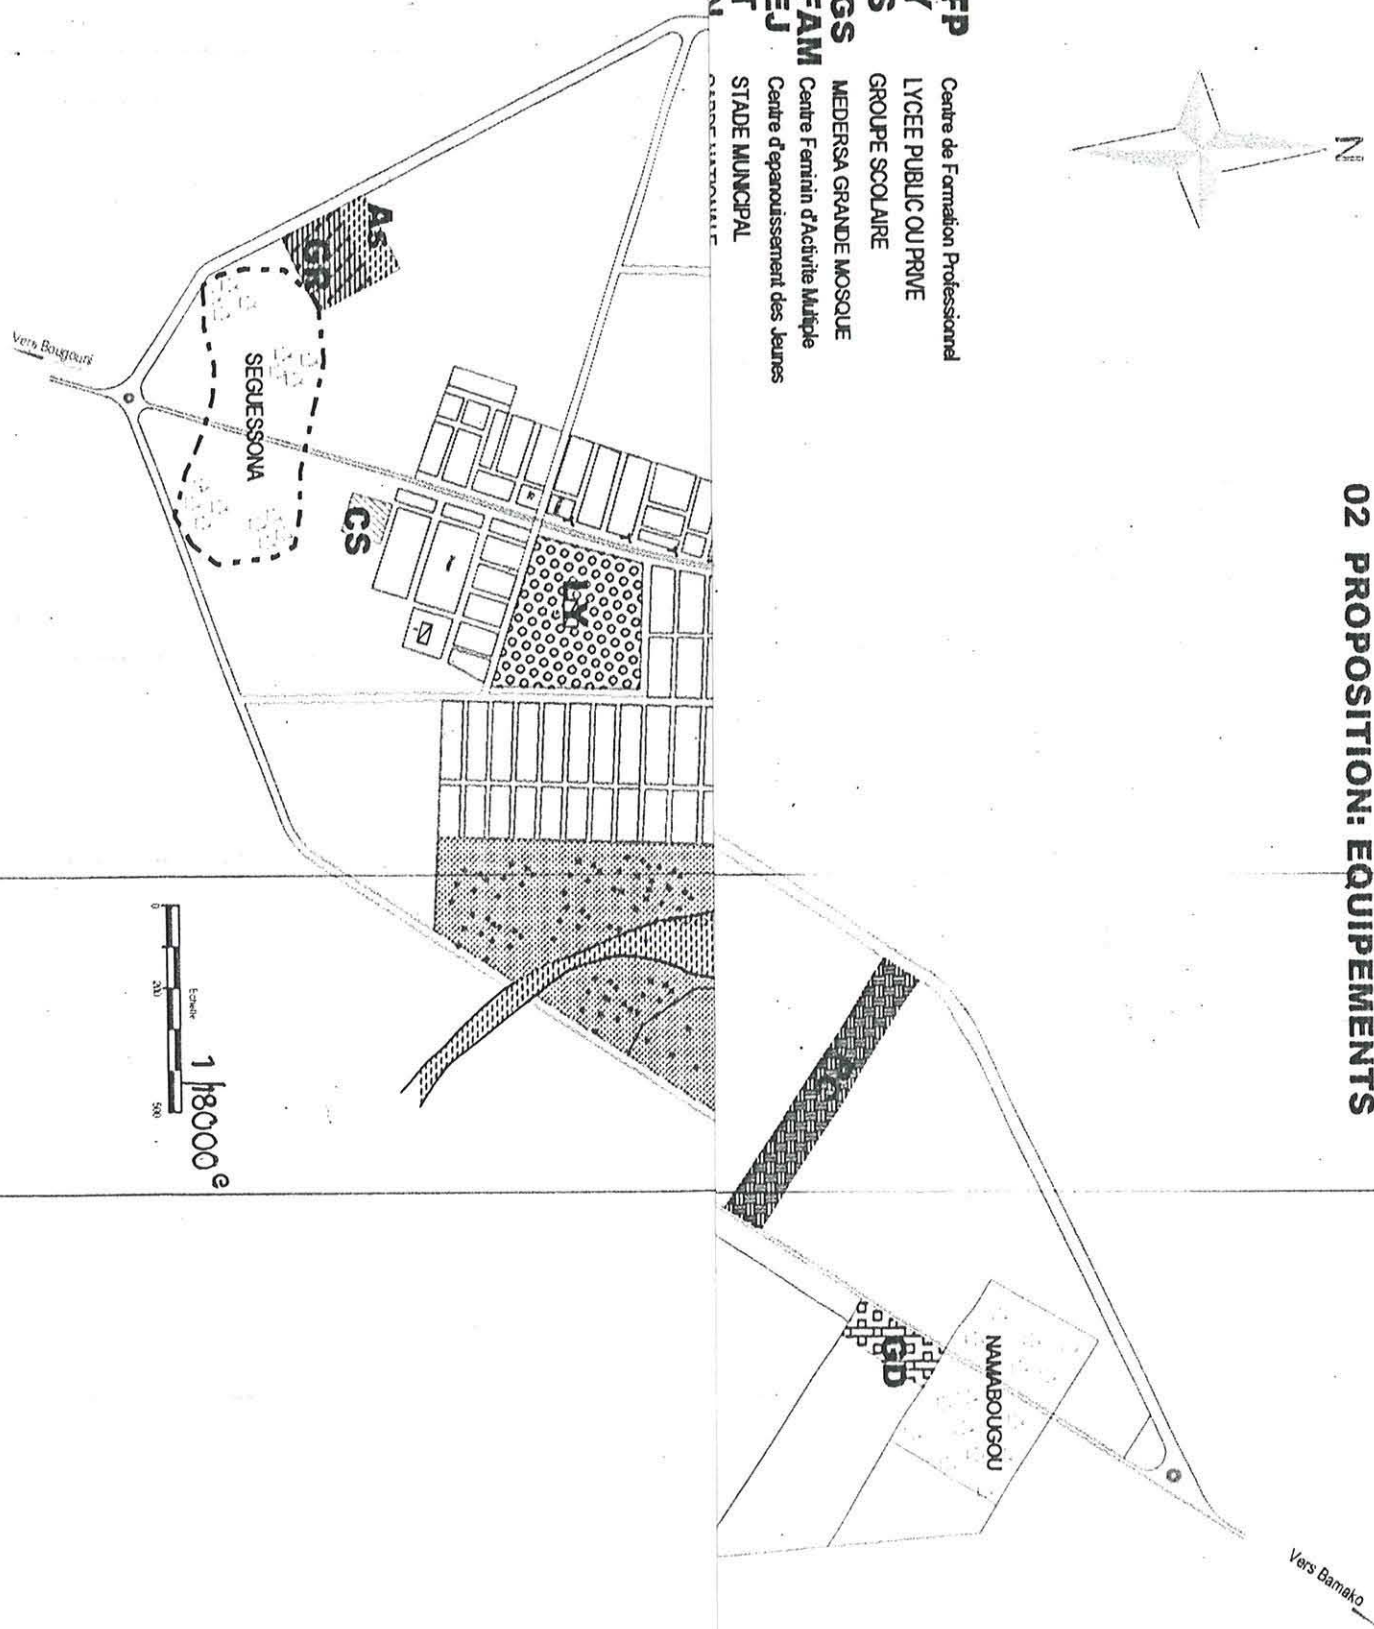 02 PROPOSITION: EQUIPEMENTS
N
FP Centre de Formation Professionnel
Y LYCEE PUBLIC OU PRIVE
S GROUPE SCOLAIRE
GS MEDERSA GRANDE MOSQUE
FAM Centre Feminin d'Activite Multiple
EJ Centre d'epanouissement des Jeunes
T STADE MUNICIPAL
Vers Bamako
NAMABOUGOU
GD
As
GR
SEGUESSONA
CS
LY
Vers Bougouni
Echelle
1/18000e
0 200 500